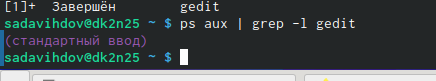 [1]+  Завершён        gedit
sadavihdov@dk2n25 ~ $ ps aux | grep -l gedit
(стандартный ввод)
sadavihdov@dk2n25 ~ $